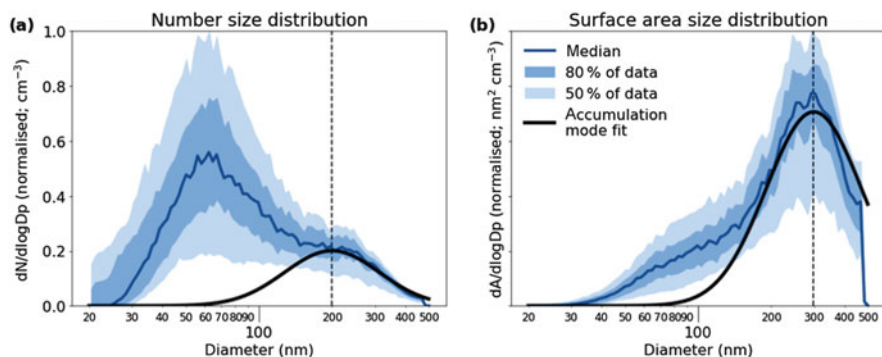 (a) Number size distribution
dN/dlogDp (normalised; cm⁻³)
1.0
0.8
0.6
0.4
0.2
0.0
20 30 40 50 60 70 80 90 100 200 300 400 500
Diameter (nm)
(b) Surface area size distribution
dA/dlogDp (normalised; nm² cm⁻³)
Median
80 % of data
50 % of data
Accumulation
mode fit
20 30 40 50 60 70 80 90 100 200 300 400 500
Diameter (nm)